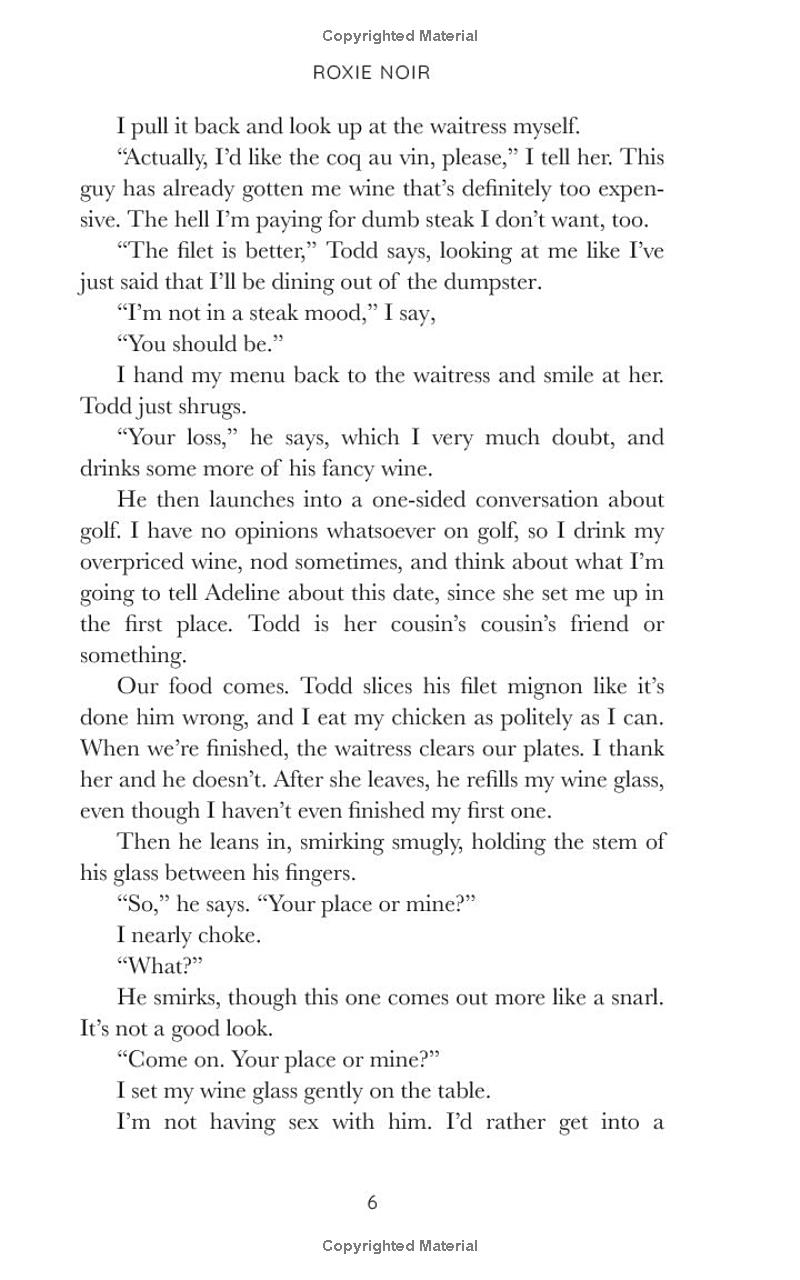 Copyrighted Material
ROXIE NOIR
I pull it back and look up at the waitress myself.
“Actually, I’d like the coq au vin, please,” I tell her. This
guy has already gotten me wine that’s definitely too expen-
sive. The hell I’m paying for dumb steak I don’t want, too.
“The filet is better,” Todd says, looking at me like I’ve
just said that I’ll be dining out of the dumpster.
“I’m not in a steak mood,” I say,
“You should be.”
I hand my menu back to the waitress and smile at her.
Todd just shrugs.
“Your loss,” he says, which I very much doubt, and
drinks some more of his fancy wine.
He then launches into a one-sided conversation about
golf. I have no opinions whatsoever on golf, so I drink my
overpriced wine, nod sometimes, and think about what I’m
going to tell Adeline about this date, since she set me up in
the first place. Todd is her cousin’s cousin’s friend or
something.
Our food comes. Todd slices his filet mignon like it’s
done him wrong, and I eat my chicken as politely as I can.
When we’re finished, the waitress clears our plates. I thank
her and he doesn’t. After she leaves, he refills my wine glass,
even though I haven’t even finished my first one.
Then he leans in, smirking smugly, holding the stem of
his glass between his fingers.
“So,” he says. “Your place or mine?”
I nearly choke.
“What?”
He smirks, though this one comes out more like a snarl.
It’s not a good look.
“Come on. Your place or mine?”
I set my wine glass gently on the table.
I’m not having sex with him. I’d rather get into a
6
Copyrighted Material